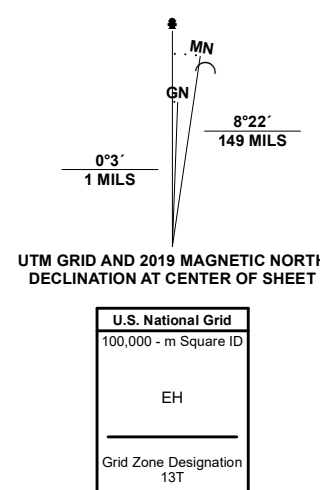 MN
GN
8°22´
149 MILS
0°3´
1 MILS
UTM GRID AND 2019 MAGNETIC NORTH
DECLINATION AT CENTER OF SHEET
U.S. National Grid
100,000 - m Square ID
EH
Grid Zone Designation
13T